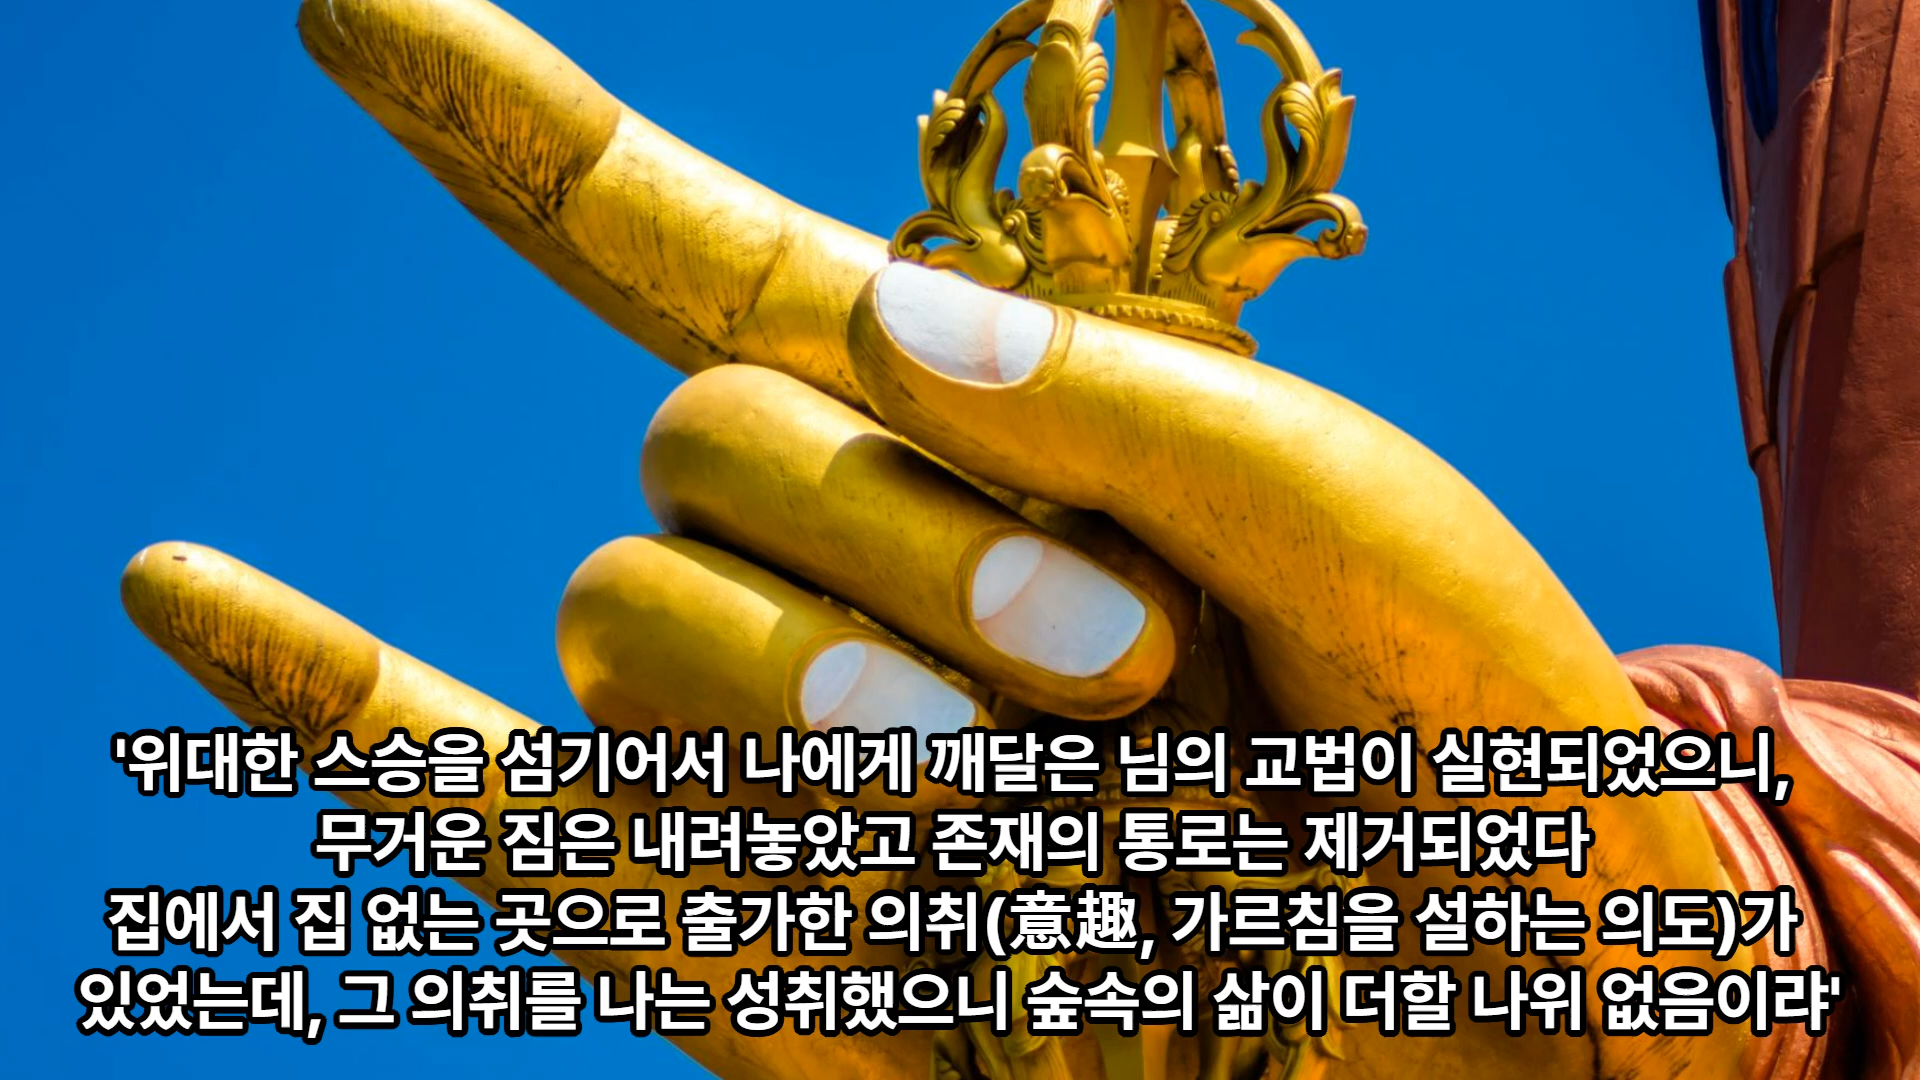 '위대한 스승을 섬기어서 나에게 깨달은 님의 교법이 실현되었으니,
무거운 짐은 내려놓았고 존재의 통로는 제거되었다
집에서 집 없는 곳으로 출가한 의취(意趣, 가르침을 설하는 의도)가
있었는데, 그 의취를 나는 성취했으니 숲속의 삶이 더할 나위 없음이랴'